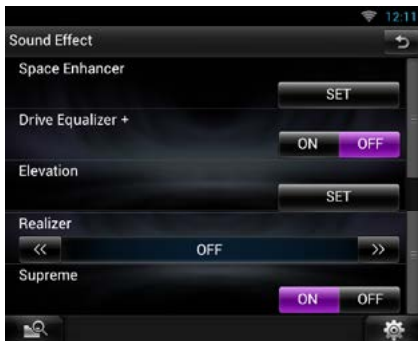 12:11
Sound Effect
Space Enhancer
SET
Drive Equalizer +
ON OFF
Elevation
SET
Realizer
<< OFF >>
Supreme
ON OFF